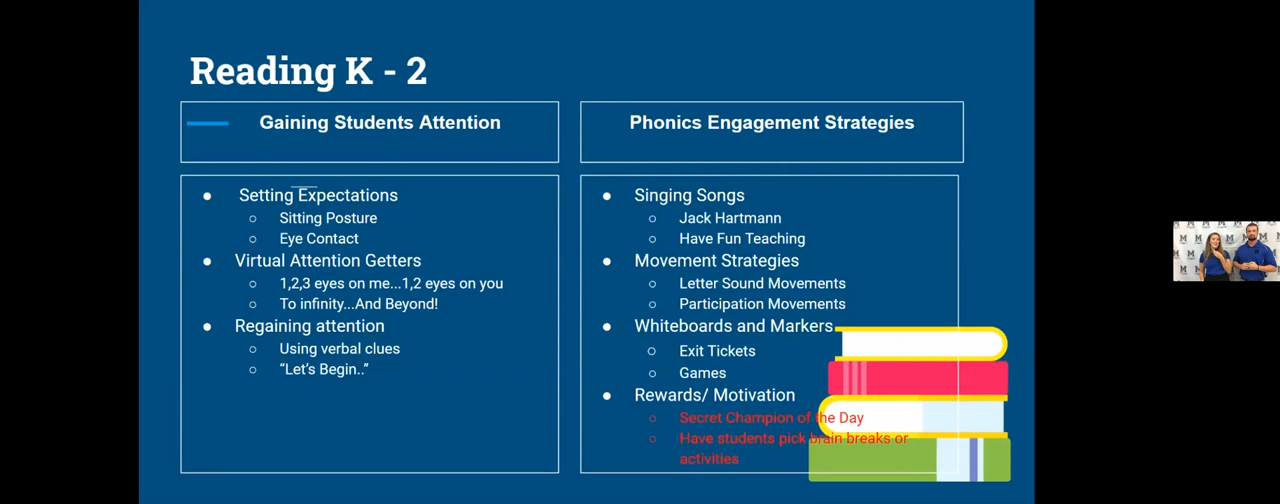 Reading K - 2
Gaining Students Attention
Setting Expectations
Sitting Posture
Eye Contact
Virtual Attention Getters
1,2,3 eyes on me...1,2 eyes on you
To infinity...And Beyond!
Regaining attention
Using verbal clues
“Let’s Begin..”
Phonics Engagement Strategies
Singing Songs
Jack Hartmann
Have Fun Teaching
Movement Strategies
Letter Sound Movements
Participation Movements
Whiteboards and Markers
Exit Tickets
Games
Rewards/ Motivation
Secret Champion of the Day
Have students pick brain breaks or
activities